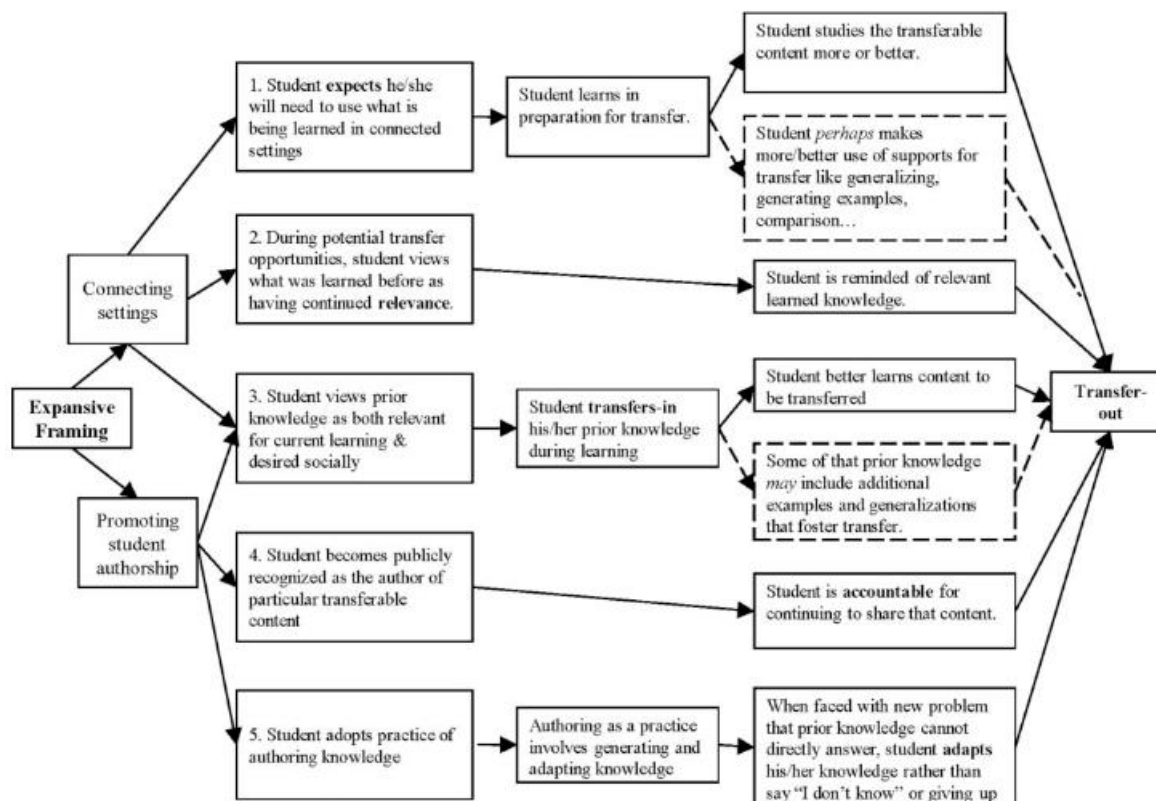 Student studies the transferable
content more or better.
1. Student expects he/she
will need to use what is
being learned in connected
settings
Student learns in
preparation for transfer.
Student perhaps makes
more/better use of supports for
transfer like generalizing,
generating examples,
comparison…
2. During potential transfer
opportunities, student views
what was learned before as
having continued relevance.
Connecting
settings
Student is reminded of relevant
learned knowledge.
Expansive
Framing
3. Student views prior
knowledge as both relevant
for current learning &
desired socially
Student transfers-in
his/her prior knowledge
during learning
Student better learns content to
be transferred
Transfer-
out
Some of that prior knowledge
may include additional
examples and generalizations
that foster transfer.
Promoting
student
authorship
4. Student becomes publicly
recognized as the author of
particular transferable
content
Student is accountable for
continuing to share that content.
5. Student adopts practice of
authoring knowledge
Authoring as a practice
involves generating and
adapting knowledge
When faced with new problem
that prior knowledge cannot
directly answer, student adapts
his/her knowledge rather than
say “I don’t know” or giving up